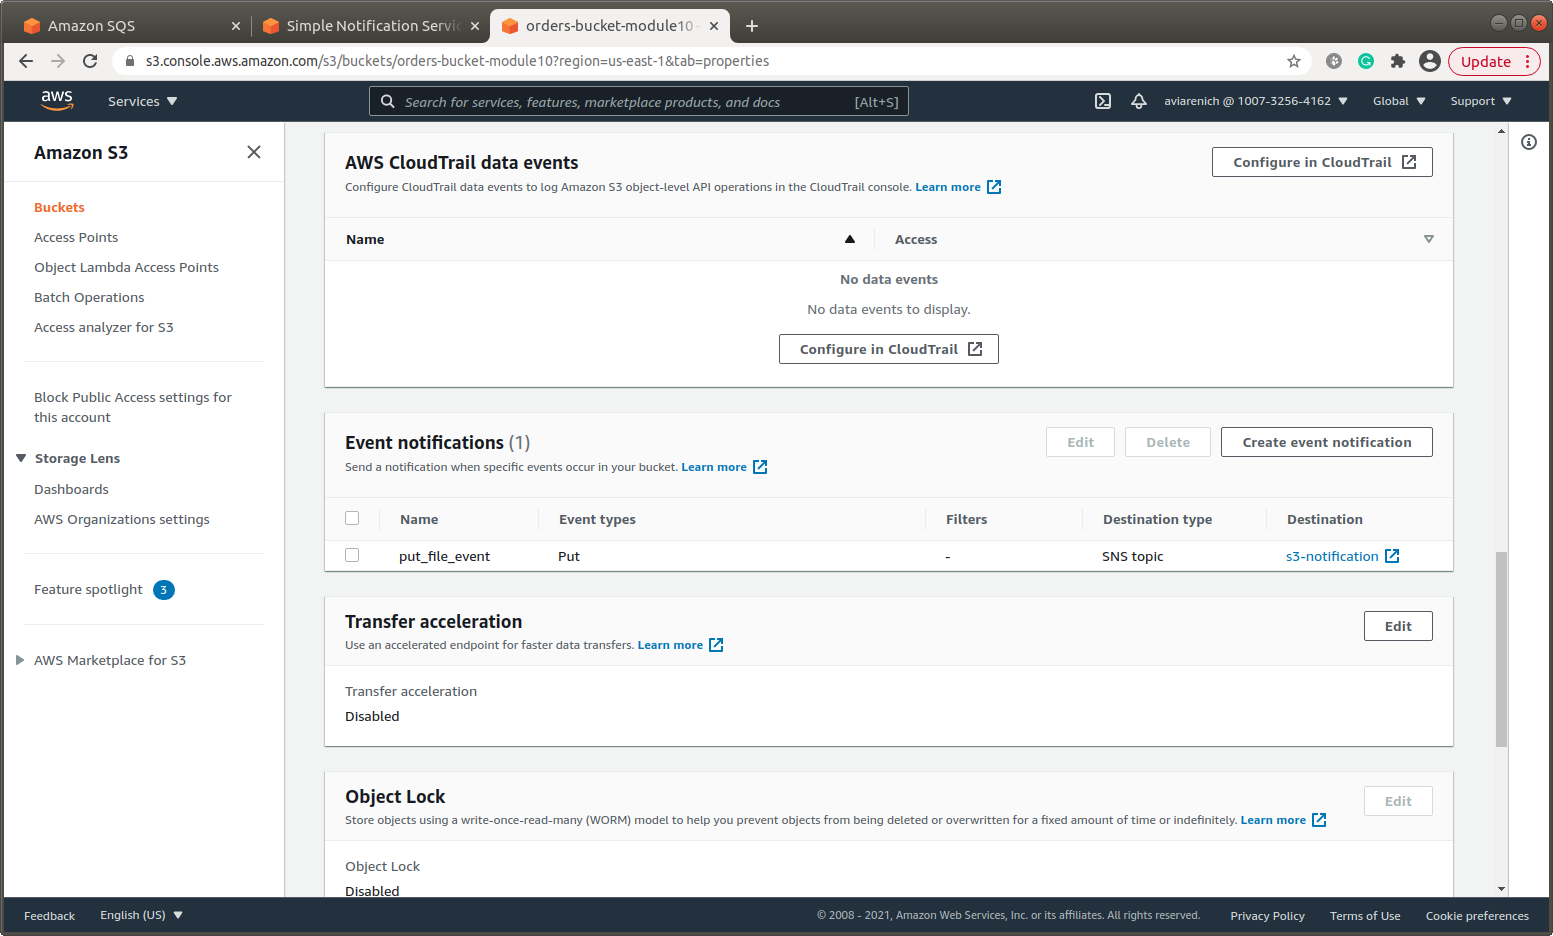 Amazon SQS
Simple Notification Servic
orders-bucket-module10 -
s3.console.aws.amazon.com/s3/buckets/orders-bucket-module10?region=us-east-1&tab=properties
Update
aws
Services
Search for services, features, marketplace products, and docs [Alt+S]
aviarenich @ 1007-3256-4162
Global
Support
Amazon S3
Buckets
Access Points
Object Lambda Access Points
Batch Operations
Access analyzer for S3
Block Public Access settings for
this account
Storage Lens
Dashboards
AWS Organizations settings
Feature spotlight 3
AWS Marketplace for S3
AWS CloudTrail data events
Configure in CloudTrail
Configure CloudTrail data events to log Amazon S3 object-level API operations in the CloudTrail console. Learn more
Name Access
No data events
No data events to display.
Configure in CloudTrail
Event notifications (1)
Edit Delete Create event notification
Send a notification when specific events occur in your bucket. Learn more
Name Event types Filters Destination type Destination
put_file_event Put - SNS topic s3-notification
Transfer acceleration
Edit
Use an accelerated endpoint for faster data transfers. Learn more
Transfer acceleration
Disabled
Object Lock
Edit
Store objects using a write-once-read-many (WORM) model to help you prevent objects from being deleted or overwritten for a fixed amount of time or indefinitely. Learn more
Object Lock
Disabled
Feedback English (US) © 2008 - 2021, Amazon Web Services, Inc. or its affiliates. All rights reserved. Privacy Policy Terms of Use Cookie preferences